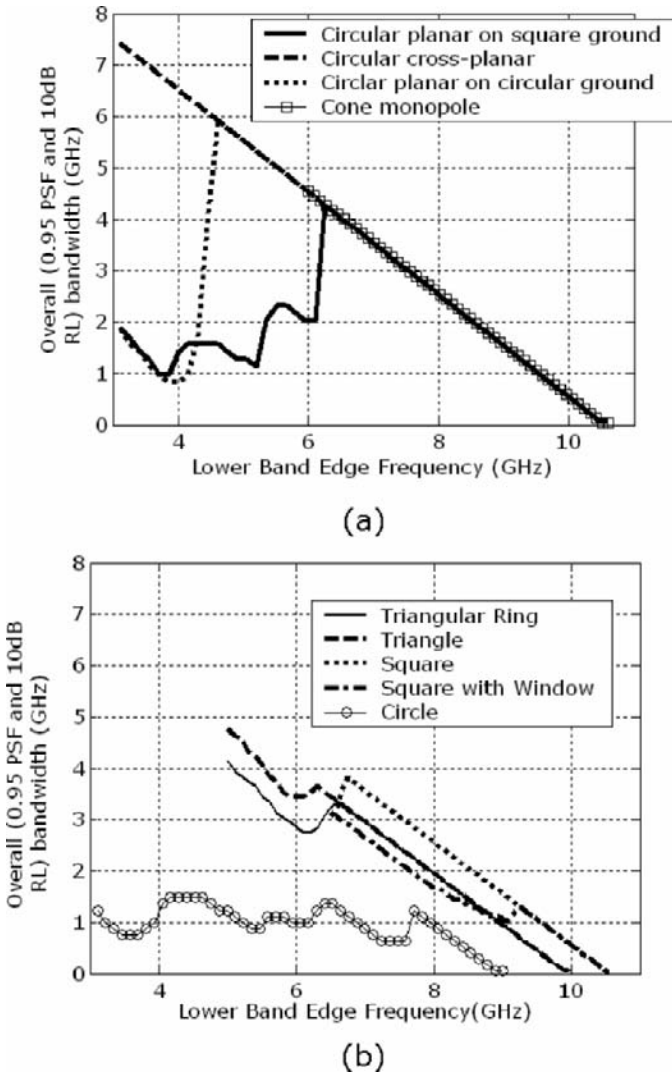 8
7
6
5
4
3
2
1
0
Overall (0.95 PSF and 10dB
RL) bandwidth (GHz)
Circular planar on square ground
Circular cross-planar
Circlar planar on circular ground
Cone monopole
4 6 8 10
Lower Band Edge Frequency (GHz)
(a)
8
7
6
5
4
3
2
1
0
Overall (0.95 PSF and 10dB
RL) bandwidth (GHz)
Triangular Ring
Triangle
Square
Square with Window
Circle
4 6 8 10
Lower Band Edge Frequency(GHz)
(b)